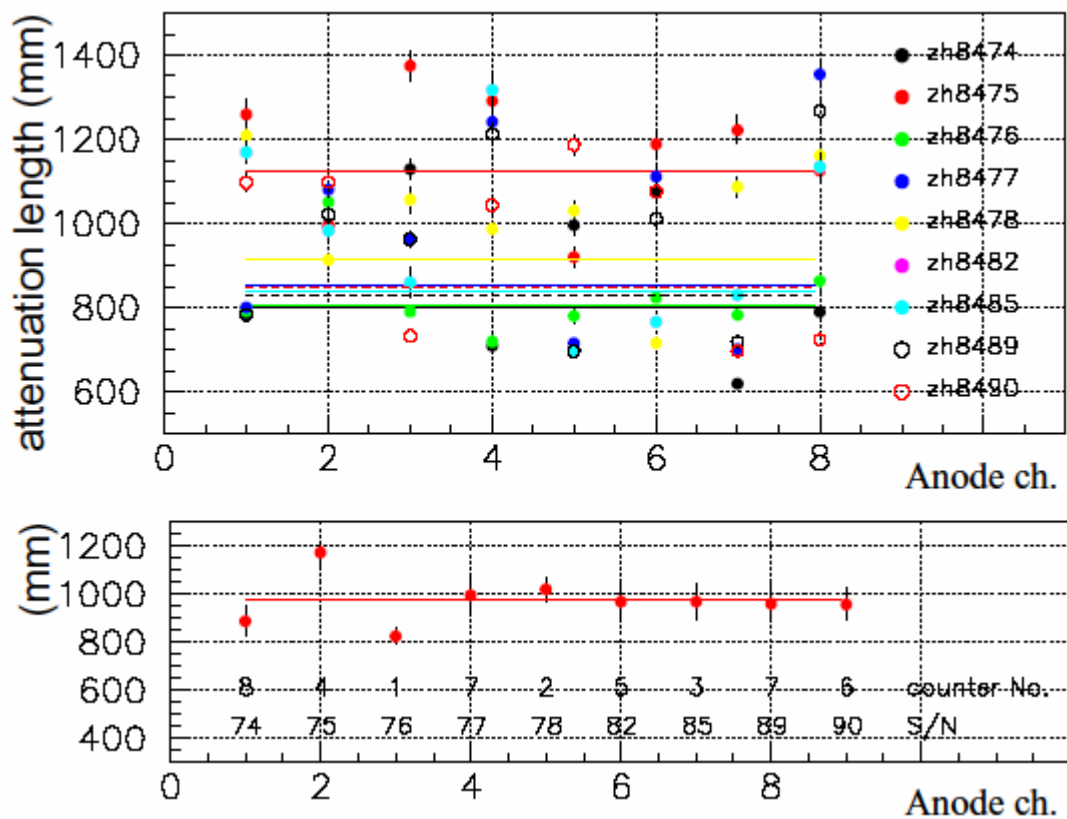 attenuation length (mm)
1400
1200
1000
800
600
zh8474
zh8475
zh8476
zh8477
zh8478
zh8482
zh8485
zh8489
zh8490
0 2 4 6 8
Anode ch.
(mm)
1200
1000
800
600
400
8 4 1 7 2 5 3 7 6 counter No.
74 75 76 77 78 82 85 89 90 S/N
0 2 4 6 8
Anode ch.